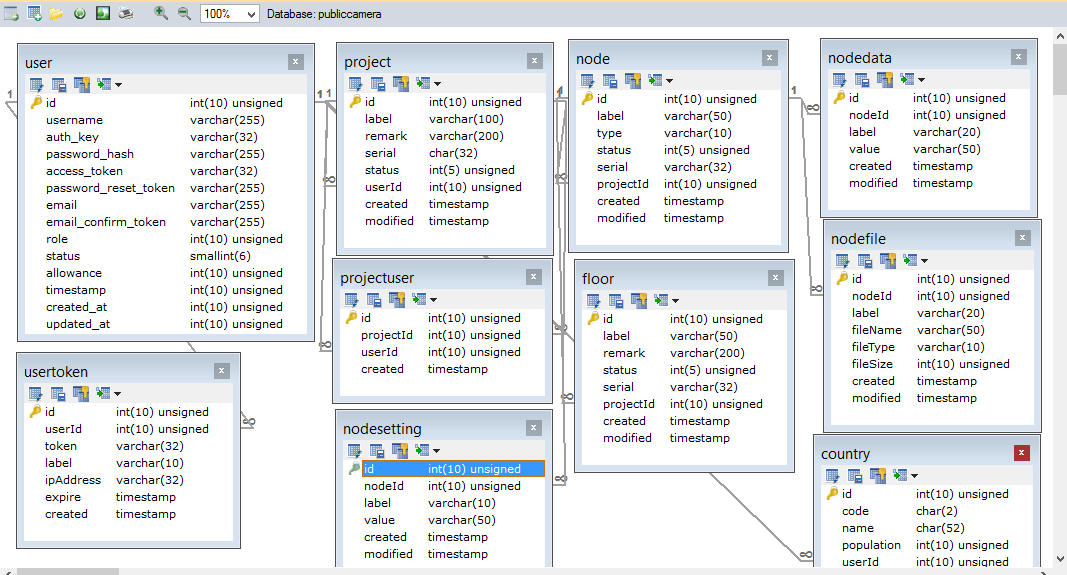 100% Database: publiccamera
user
id int(10) unsigned
username varchar(255)
auth_key varchar(32)
password_hash varchar(255)
access_token varchar(32)
password_reset_token varchar(255)
email varchar(255)
email_confirm_token varchar(255)
role int(10) unsigned
status smallint(6)
allowance int(10) unsigned
timestamp int(10) unsigned
created_at int(10) unsigned
updated_at int(10) unsigned
usertoken
id int(10) unsigned
userId int(10) unsigned
token varchar(32)
label varchar(10)
ipAddress varchar(32)
expire timestamp
created timestamp
project
id int(10) unsigned
label varchar(100)
remark varchar(200)
serial char(32)
status int(5) unsigned
userId int(10) unsigned
created timestamp
modified timestamp
projectuser
id int(10) unsigned
projectId int(10) unsigned
userId int(10) unsigned
created timestamp
nodesetting
id int(10) unsigned
nodeId int(10) unsigned
label varchar(10)
value varchar(50)
created timestamp
modified timestamp
node
id int(10) unsigned
label varchar(50)
type varchar(10)
status int(5) unsigned
serial varchar(32)
projectId int(10) unsigned
created timestamp
modified timestamp
floor
id int(10) unsigned
label varchar(50)
remark varchar(200)
status int(5) unsigned
serial varchar(32)
projectId int(10) unsigned
created timestamp
modified timestamp
nodedata
id int(10) unsigned
nodeId int(10) unsigned
label varchar(20)
value varchar(50)
created timestamp
modified timestamp
nodefile
id int(10) unsigned
nodeId int(10) unsigned
label varchar(20)
fileName varchar(50)
fileType varchar(10)
fileSize int(10) unsigned
created timestamp
modified timestamp
country
id int(10) unsigned
code char(2)
name char(52)
population int(10) unsigned
userId int(10) unsigned
1
1
1
1
1